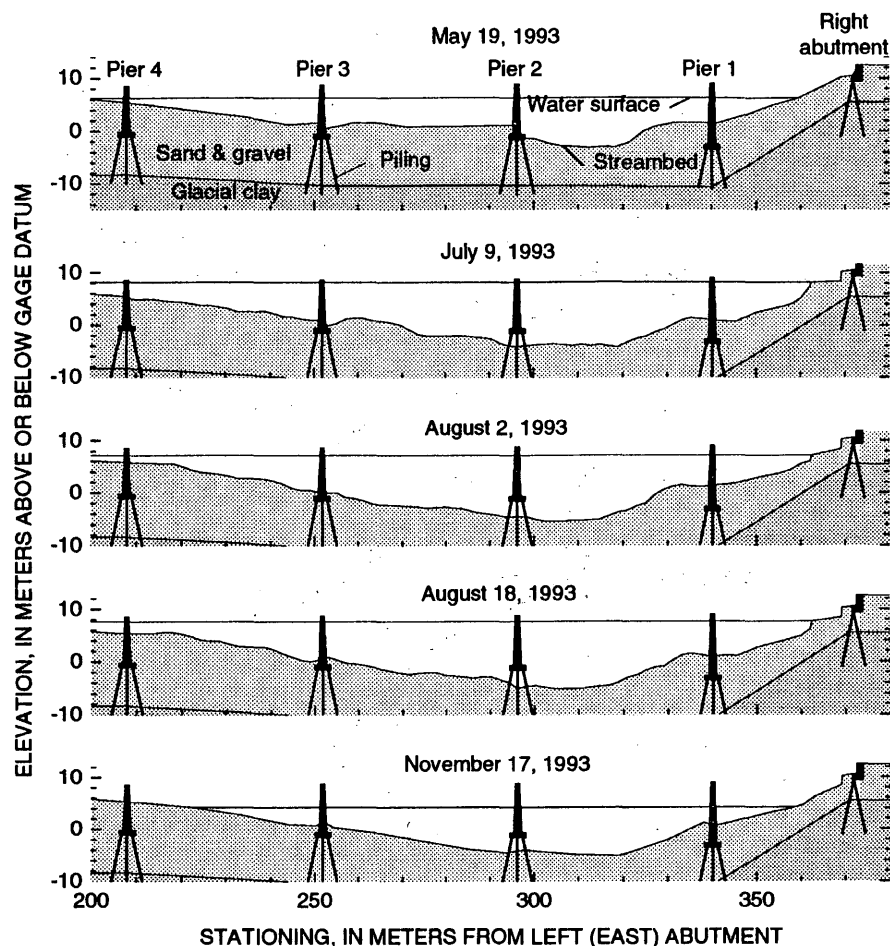 May 19, 1993
Right
abutment
Pier 4
Pier 3
Pier 2
Pier 1
10
0
-10
Water surface
Sand & gravel
Piling
Streambed
Glacial clay
July 9, 1993
10
0
-10
August 2, 1993
10
0
-10
August 18, 1993
10
0
-10
November 17, 1993
10
0
-10
200
250
300
350
ELEVATION, IN METERS ABOVE OR BELOW GAGE DATUM
STATIONING, IN METERS FROM LEFT (EAST) ABUTMENT